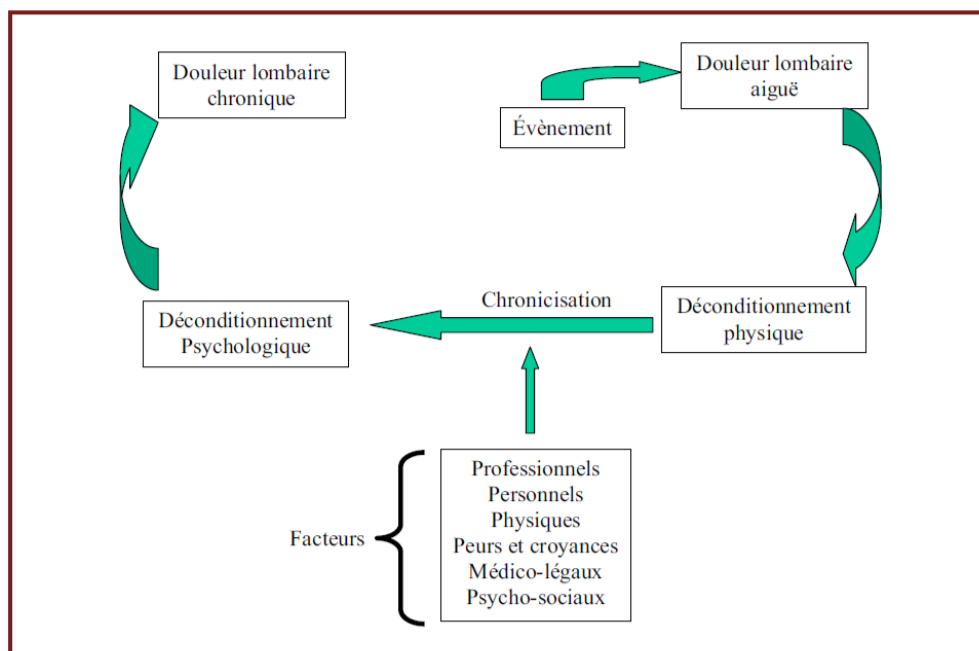 Douleur lombaire
chronique
Évènement
Douleur lombaire
aiguë
Chronicisation
Déconditionnement
Psychologique
Déconditionnement
physique
Facteurs
Professionnels
Personnels
Physiques
Peurs et croyances
Médico-légaux
Psycho-sociaux